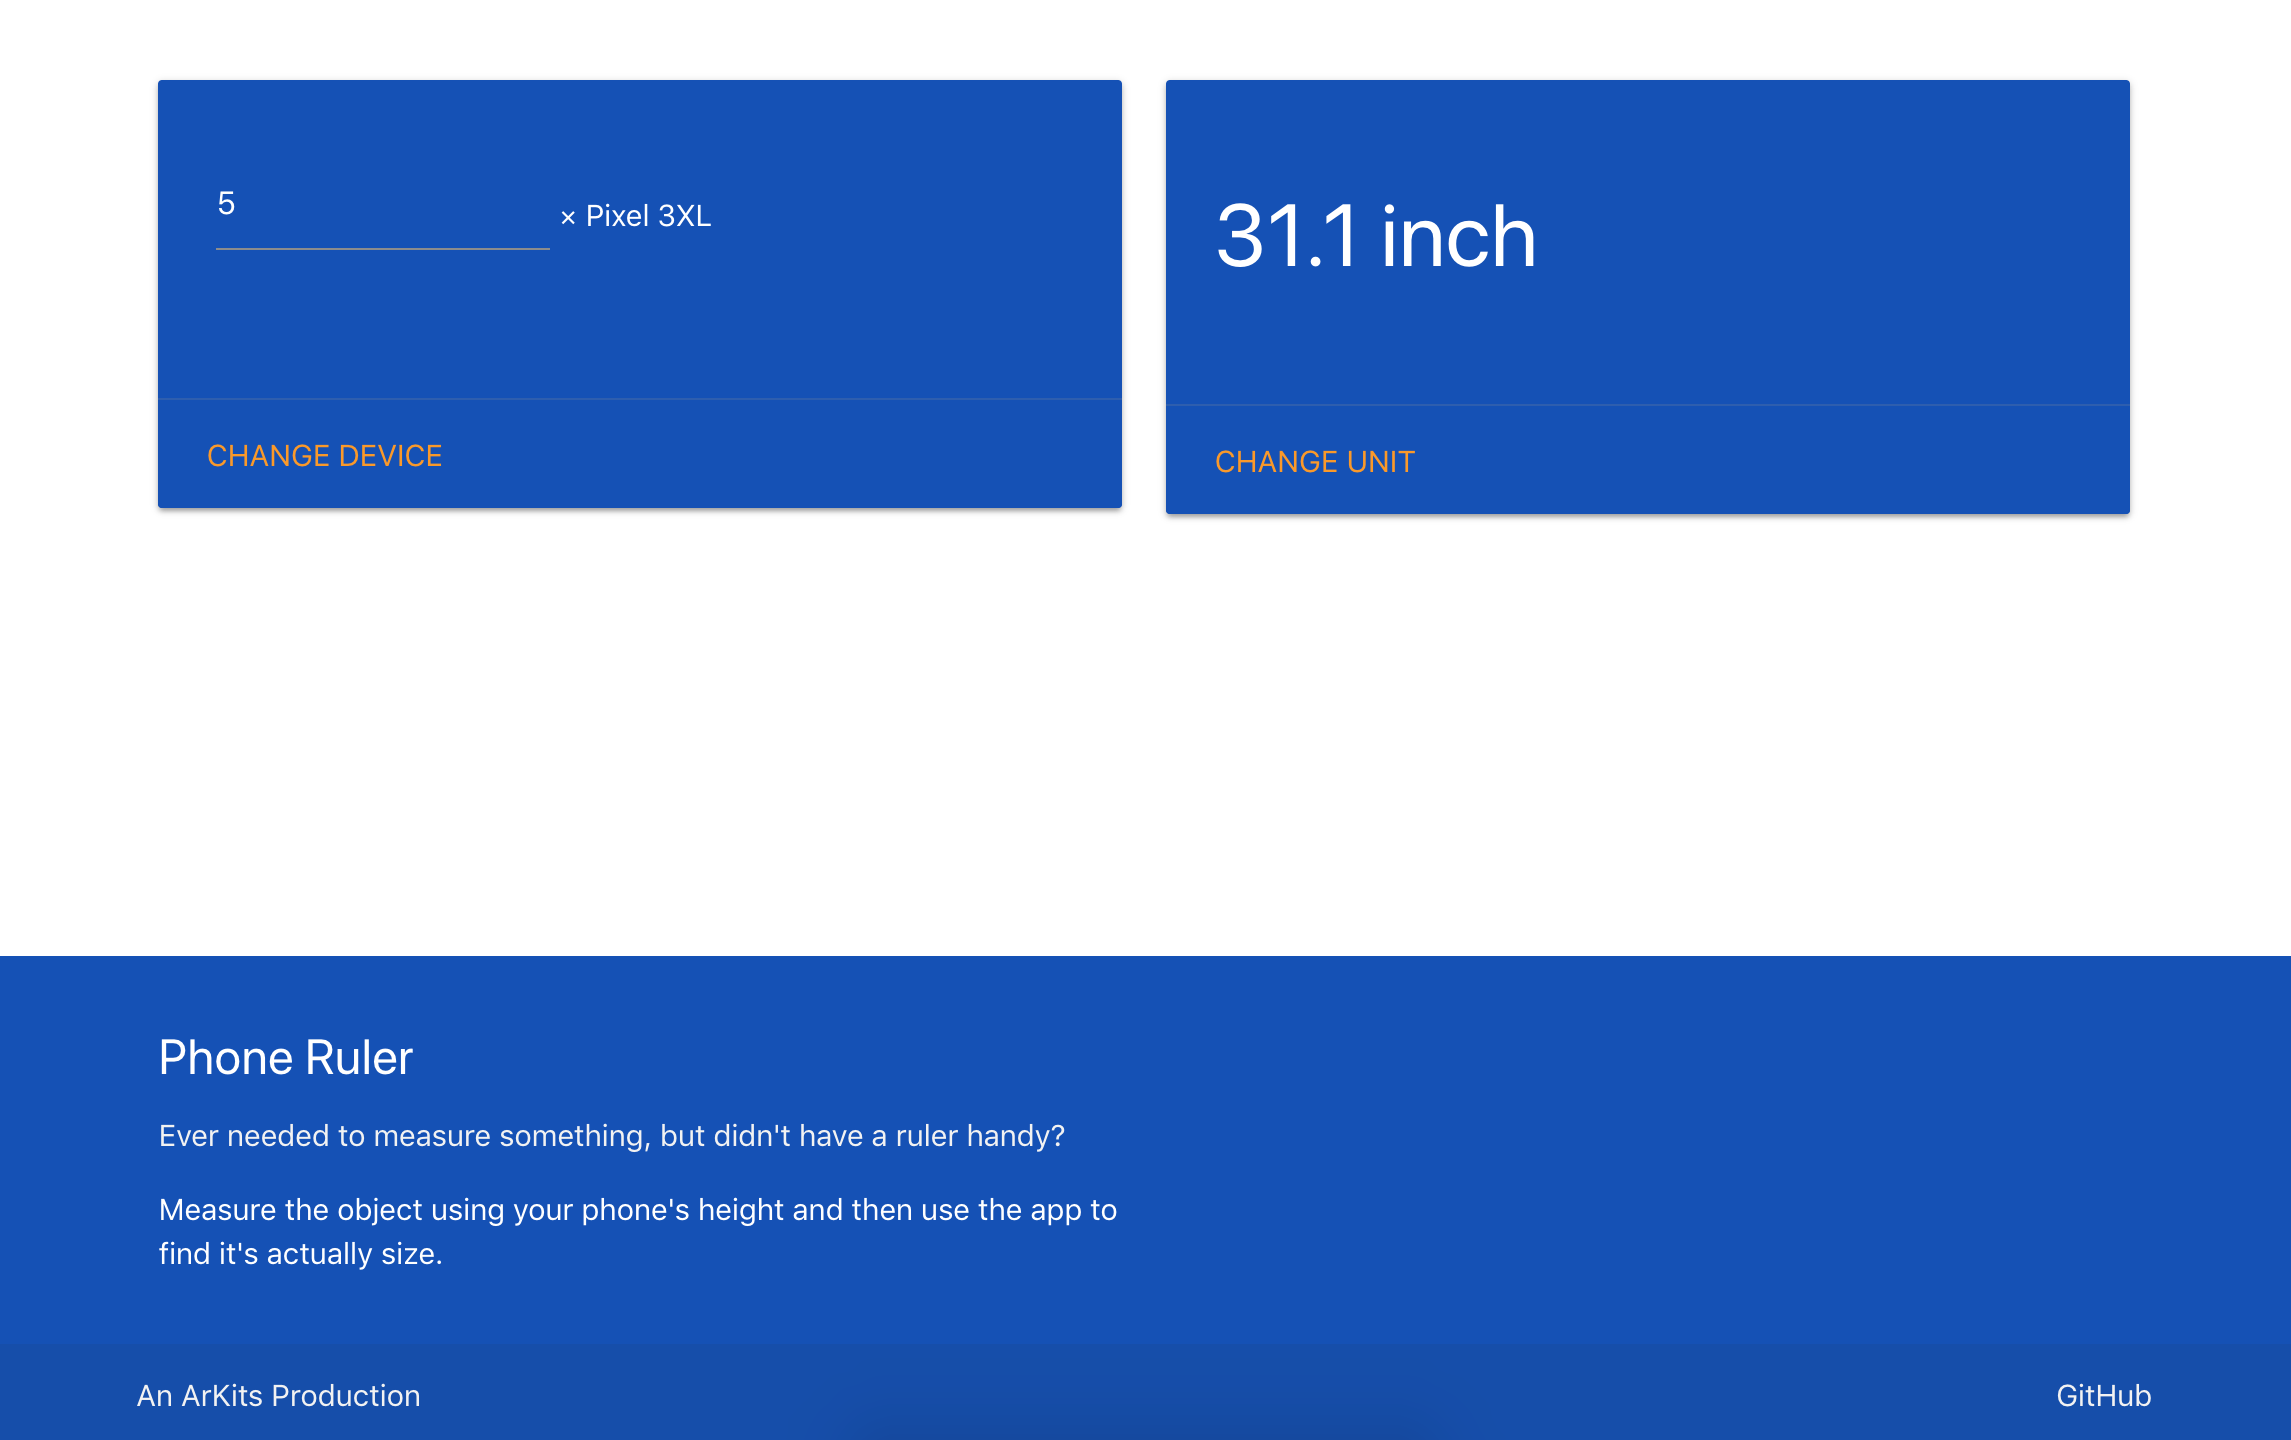 5
× Pixel 3XL
CHANGE DEVICE
31.1 inch
CHANGE UNIT
Phone Ruler
Ever needed to measure something, but didn't have a ruler handy?
Measure the object using your phone's height and then use the app to
find it's actually size.
An ArKits Production
GitHub